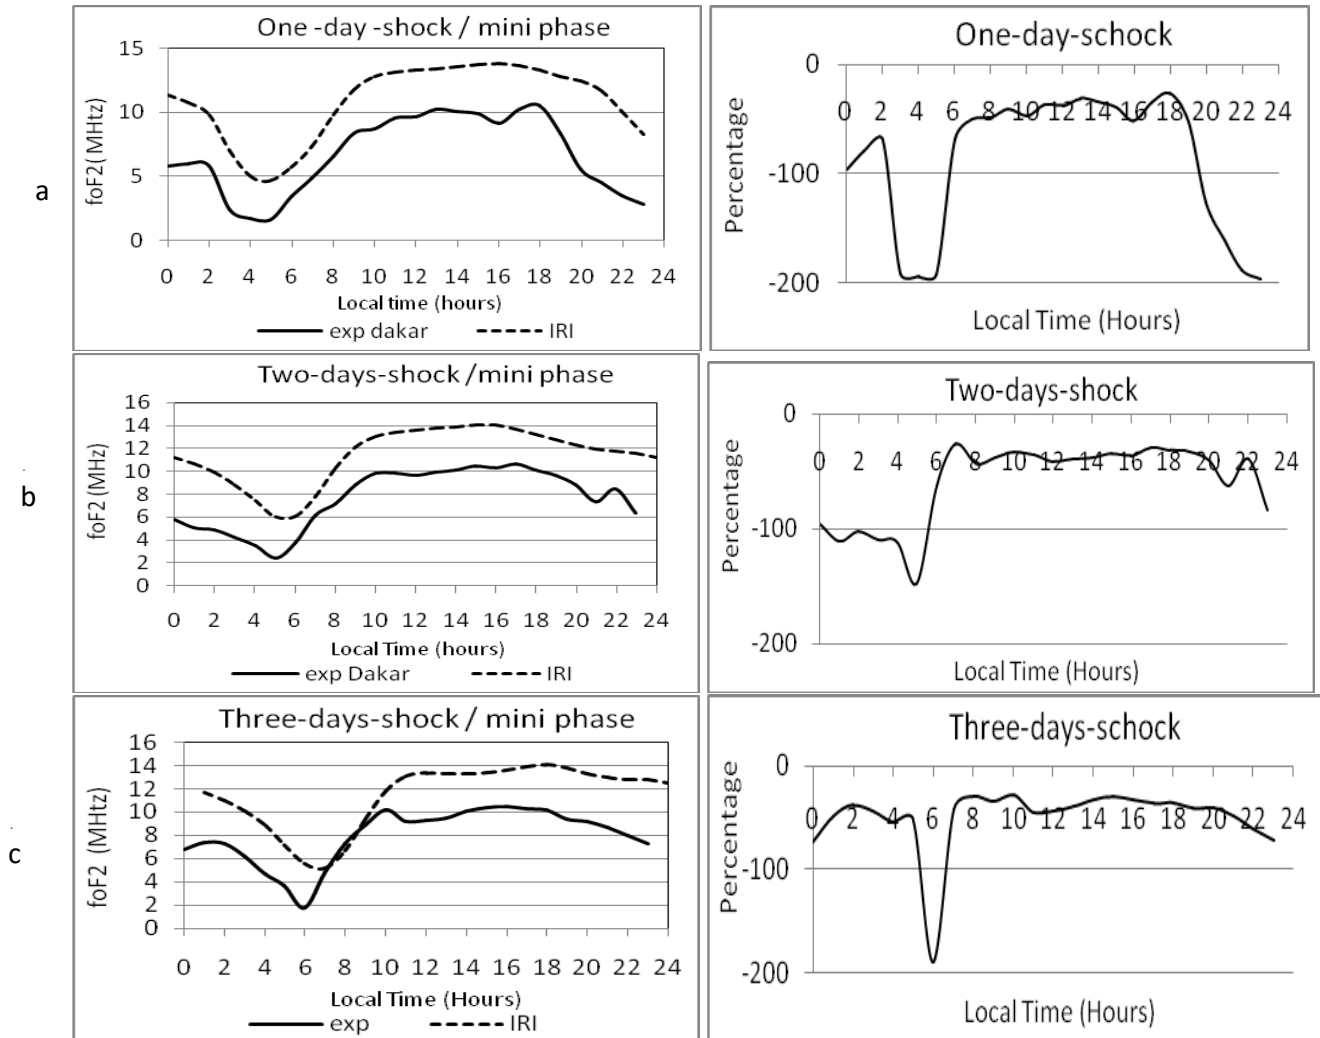 One -day -shock / mini phase
15
10
5
0
foF2( MHtz)
0 2 4 6 8 10 12 14 16 18 20 22 24
Local time (hours)
exp dakar IRI
a
One-day-schock
0
-100
-200
Percentage
0 2 4 6 8 10 12 14 16 18 20 22 24
Local Time (Hours)
Two-days-shock /mini phase
16
14
12
10
8
6
4
2
0
foF2 (MHz)
0 2 4 6 8 10 12 14 16 18 20 22 24
Local Time (hours)
exp Dakar IRI
b
Two-days-shock
0
-100
-200
Percentage
0 2 4 6 8 10 12 14 16 18 20 22 24
Local Time (Hours)
Three-days-shock / mini phase
16
14
12
10
8
6
4
2
0
foF2 (MHtz)
0 2 4 6 8 10 12 14 16 18 20 22 24
Local Time (Hours)
exp IRI
c
Three-days-schock
0
-100
-200
Percentage
0 2 4 6 8 10 12 14 16 18 20 22 24
Local Time (Hours)